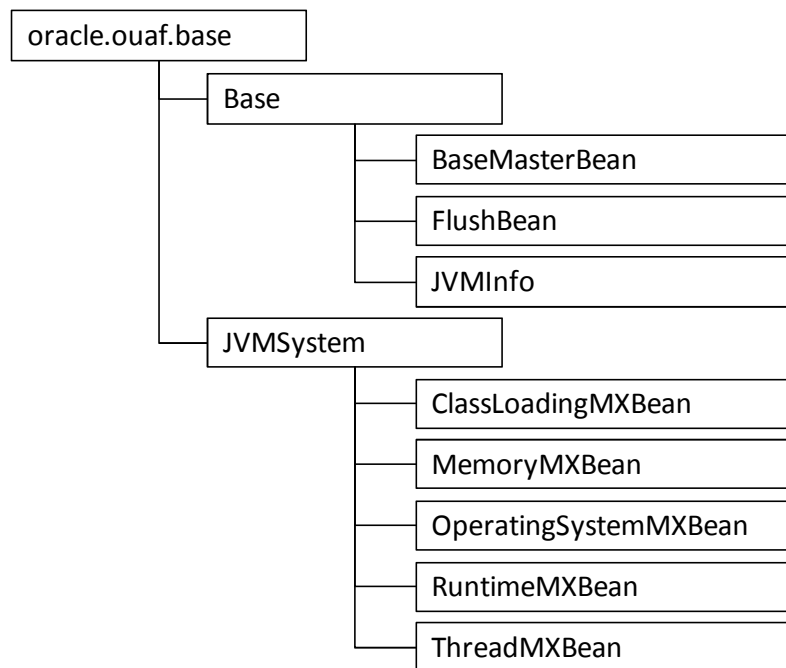 oracle.ouaf.base
Base
BaseMasterBean
FlushBean
JVMInfo
JVMSystem
ClassLoadingMXBean
MemoryMXBean
OperatingSystemMXBean
RuntimeMXBean
ThreadMXBean